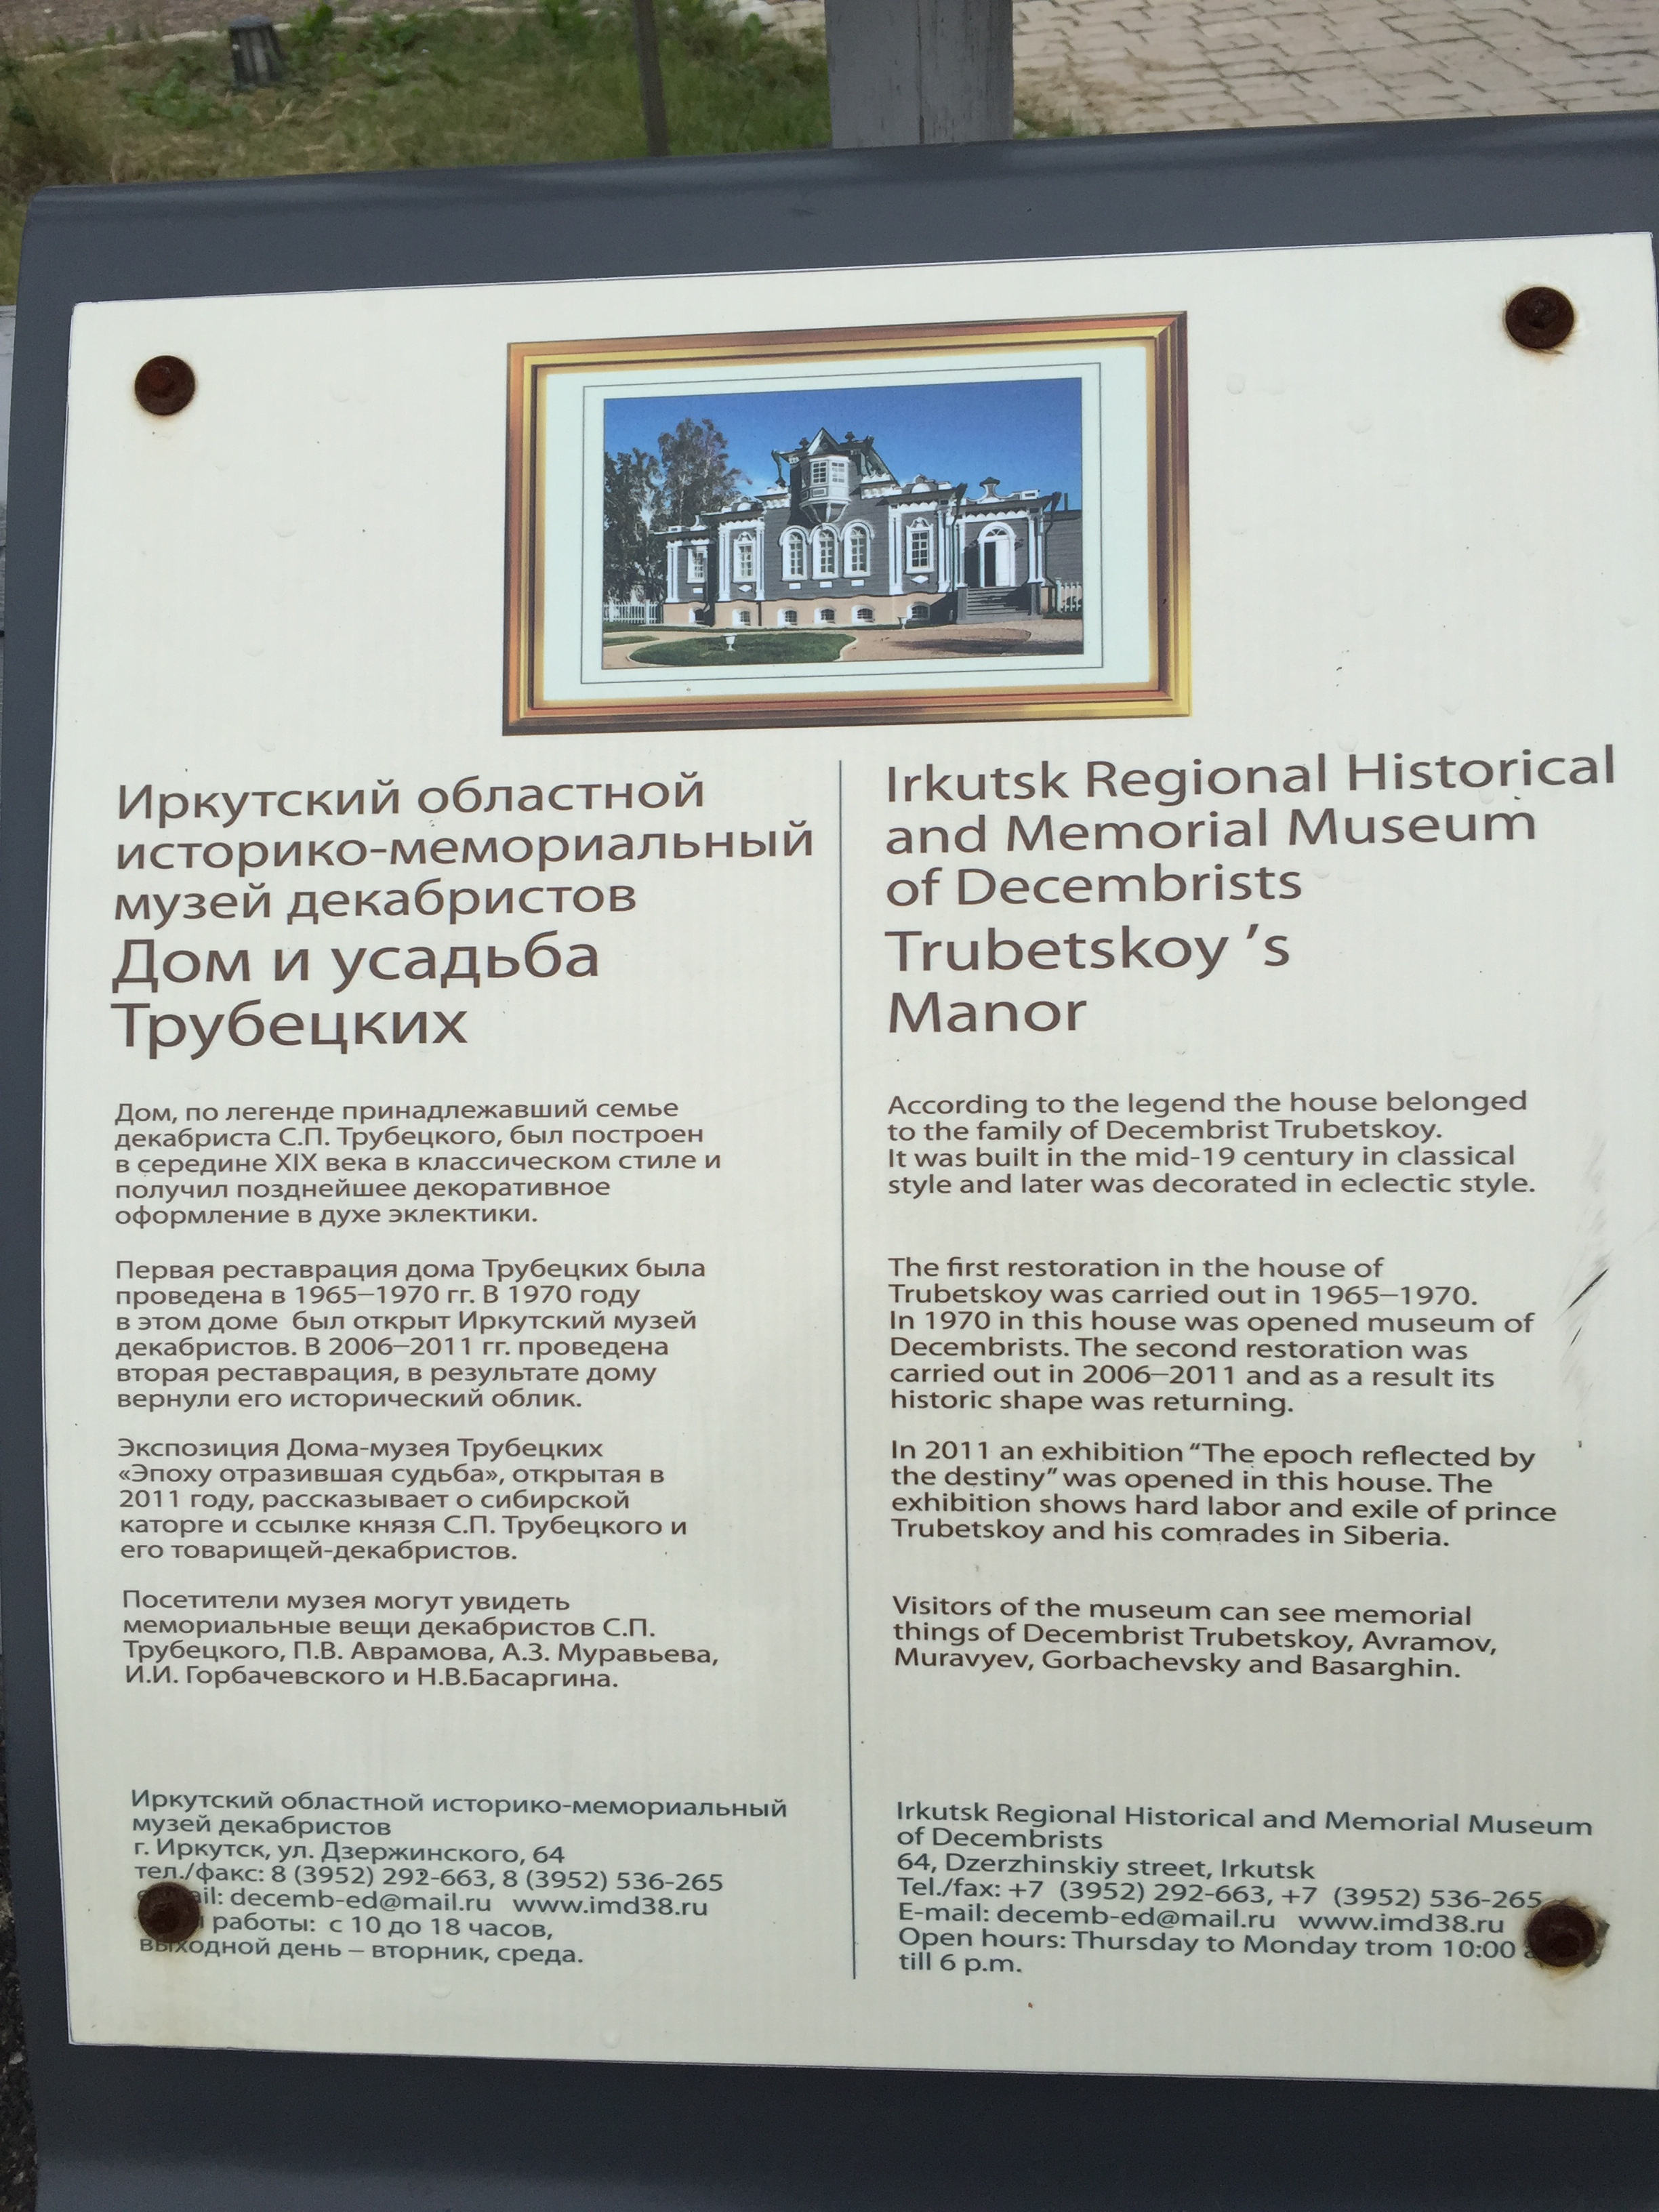 Иркутский областной
историко-мемориальный
музей декабристов
Дом и усадьба
Трубецких
Дом, по легенде принадлежавший семье
декабриста С.П. Трубецкого, был построен
в середине XIX века в классическом стиле и
получил позднейшее декоративное
оформление в духе эклектики.
Первая реставрация дома Трубецких была
проведена в 1965–1970 гг. В 1970 году
в этом доме был открыт Иркутский музей
декабристов. В 2006–2011 гг. проведена
вторая реставрация, в результате дому
вернули его исторический облик.
Экспозиция Дома-музея Трубецких
«Эпоху отразившая судьба», открытая в
2011 году, рассказывает о сибирской
каторге и ссылке князя С.П. Трубецкого и
его товарищей-декабристов.
Посетители музея могут увидеть
мемориальные вещи декабристов С.П.
Трубецкого, П.В. Аврамова, А.З. Муравьева,
И.И. Горбачевского и Н.В.Басаргина.
Иркутский областной историко-мемориальный
музей декабристов
г. Иркутск, ул. Дзержинского, 64
тел./факс: 8 (3952) 292-663, 8 (3952) 536-265
decemb-ed@mail.ru www.imd38.ru
работы: с 10 до 18 часов,
выходной день – вторник, среда.
Irkutsk Regional Historical
and Memorial Museum
of Decembrists
Trubetskoy 's
Manor
According to the legend the house belonged
to the family of Decembrist Trubetskoy.
It was built in the mid-19 century in classical
style and later was decorated in eclectic style.
The first restoration in the house of
Trubetskoy was carried out in 1965–1970.
In 1970 in this house was opened museum of
Decembrists. The second restoration was
carried out in 2006–2011 and as a result its
historic shape was returning.
In 2011 an exhibition “The epoch reflected by
the destiny” was opened in this house. The
exhibition shows hard labor and exile of prince
Trubetskoy and his comrades in Siberia.
Visitors of the museum can see memorial
things of Decembrist Trubetskoy, Avramov,
Muravyev, Gorbachevsky and Basarghin.
Irkutsk Regional Historical and Memorial Museum
of Decembrists
64, Dzerzhinskiy street, Irkutsk
Tel./fax: +7 (3952) 292-663, +7 (3952) 536-265
E-mail: decemb-ed@mail.ru www.imd38.ru
Open hours: Thursday to Monday trom 10:00
till 6 p.m.